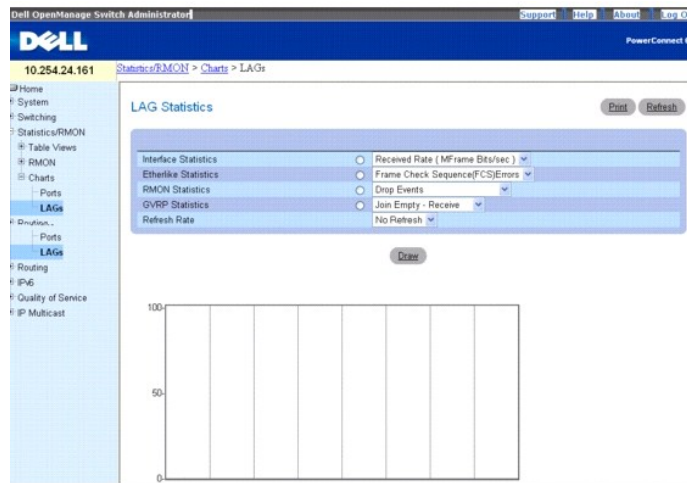 Dell OpenManage Switch Administrator
Support Help About Log O
DELL
PowerConnect
10.254.24.161
Statistics/RMON > Charts > LAGs
Home
System
Switching
Statistics/RMON
Table Views
RMON
Charts
Ports
LAGs
Ports
LAGs
Routing
IPv6
Quality of Service
IP Multicast
LAG Statistics
Print Refresh
Interface Statistics Received Rate ( MFrame Bits/sec )
Etherlike Statistics Frame Check Sequence(FCS)Errors
RMON Statistics Drop Events
GVRP Statistics Join Empty - Receive
Refresh Rate No Refresh
Draw
100
50
0